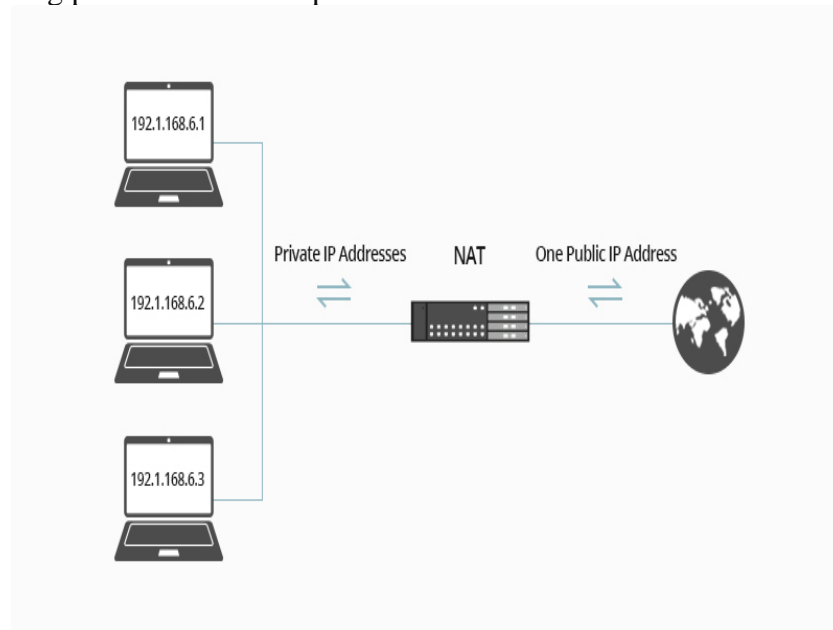 192.1.168.6.1
Private IP Addresses
NAT
One Public IP Address
192.1.168.6.2
192.1.168.6.3